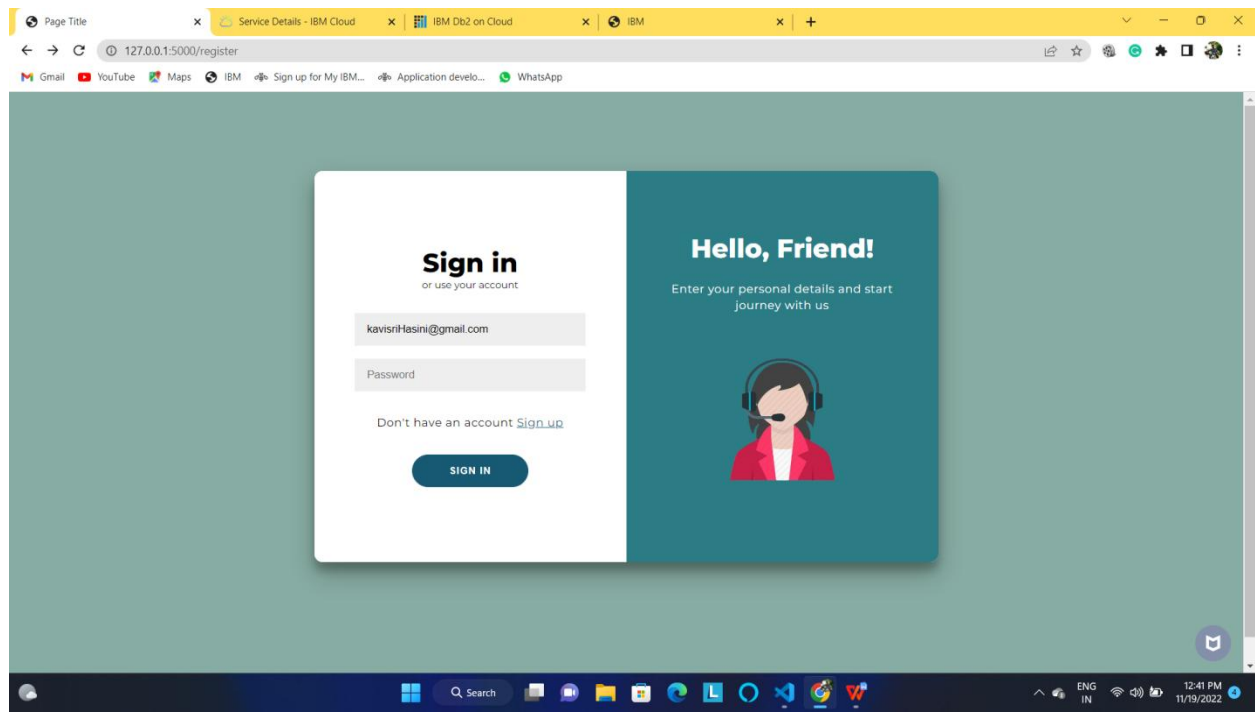 Page Title
Service Details - IBM Cloud
IBM Db2 on Cloud
IBM
127.0.0.1:5000/register
Gmail
YouTube
Maps
IBM
Sign up for My IBM...
Application develo...
WhatsApp
Sign in
or use your account
kavisriHasini@gmail.com
Password
Don't have an account Sign up
SIGN IN
Hello, Friend!
Enter your personal details and start
journey with us
Search
ENG
IN
12:41 PM
11/19/2022
4